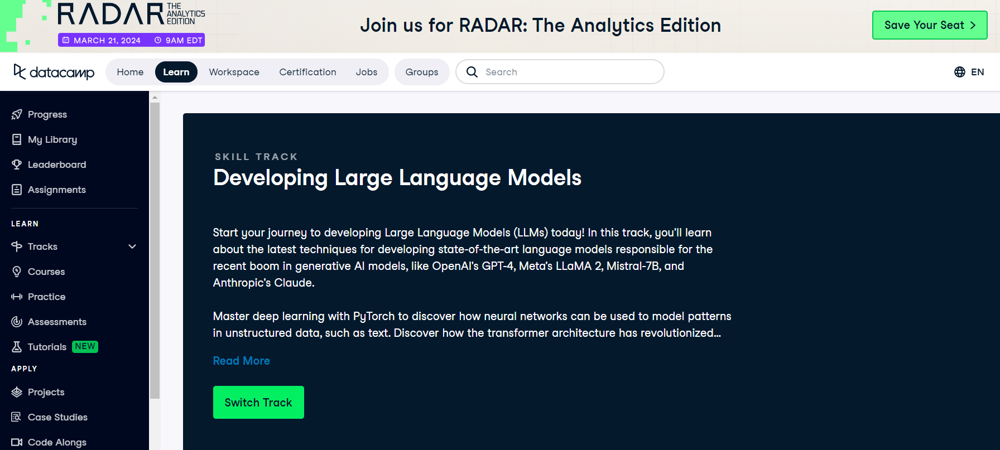 RADAR THE ANALYTICS EDITION
MARCH 21, 2024 9AM EDT
Join us for RADAR: The Analytics Edition
Save Your Seat
datacamp
Home
Learn
Workspace
Certification
Jobs
Groups
Search
EN
Progress
My Library
Leaderboard
Assignments
LEARN
Tracks
Courses
Practice
Assessments
Tutorials NEW
APPLY
Projects
Case Studies
Code Alongs
SKILL TRACK
Developing Large Language Models
Start your journey to developing Large Language Models (LLMs) today! In this track, you'll learn
about the latest techniques for developing state-of-the-art language models responsible for the
recent boom in generative AI models, like OpenAI's GPT-4, Meta's LLaMA 2, Mistral-7B, and
Anthropic's Claude.
Master deep learning with PyTorch to discover how neural networks can be used to model patterns
in unstructured data, such as text. Discover how the transformer architecture has revolutionized...
Read More
Switch Track